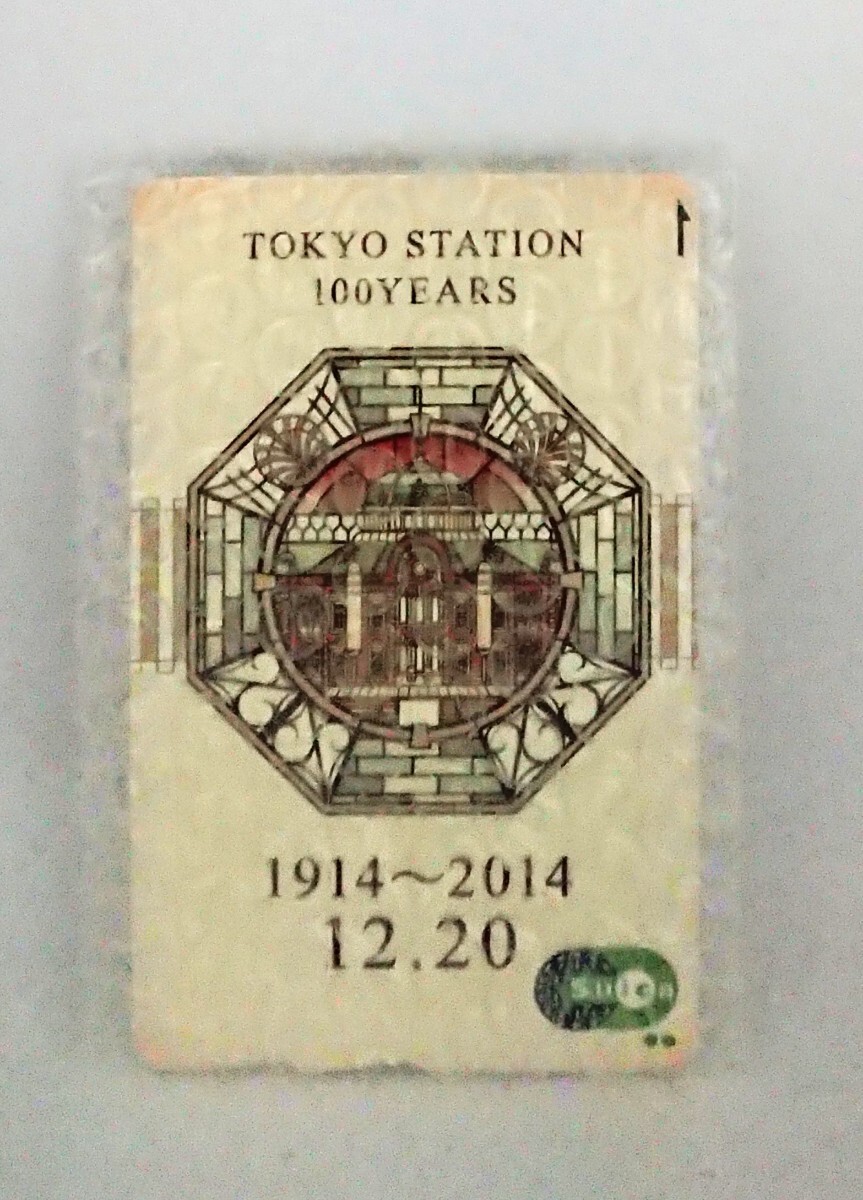 TOKYO STATION
100YEARS
1914～2014
12.20
Suica